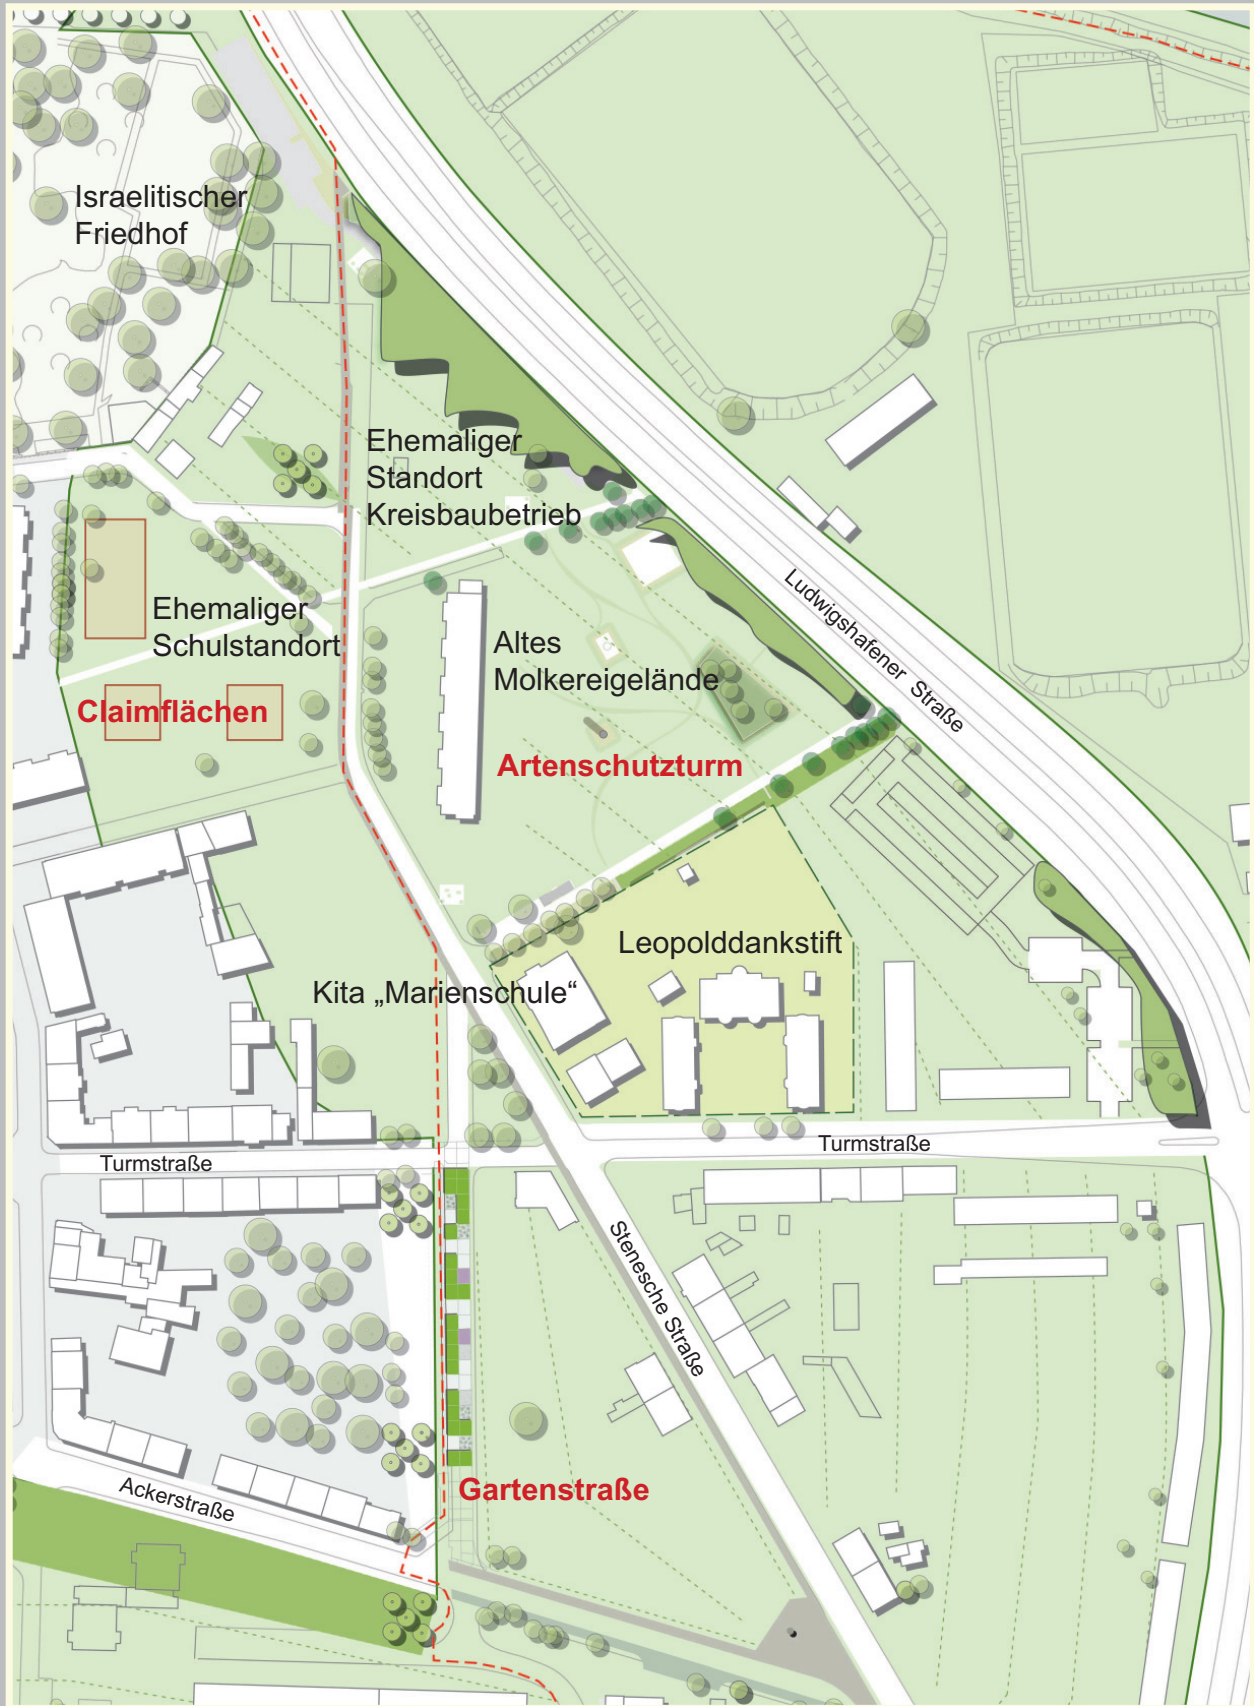 Israelitischer
Friedhof
Ehemaliger
Standort
Kreisbaubetrieb
Ludwigshafener Straße
Ehemaliger
Schulstandort
Altes
Molkereigelände
Claimflächen
Artenschutzturm
Leopolddankstift
Kita „Marienschule“
Turmstraße
Turmstraße
Stenesche Straße
Ackerstraße
Gartenstraße